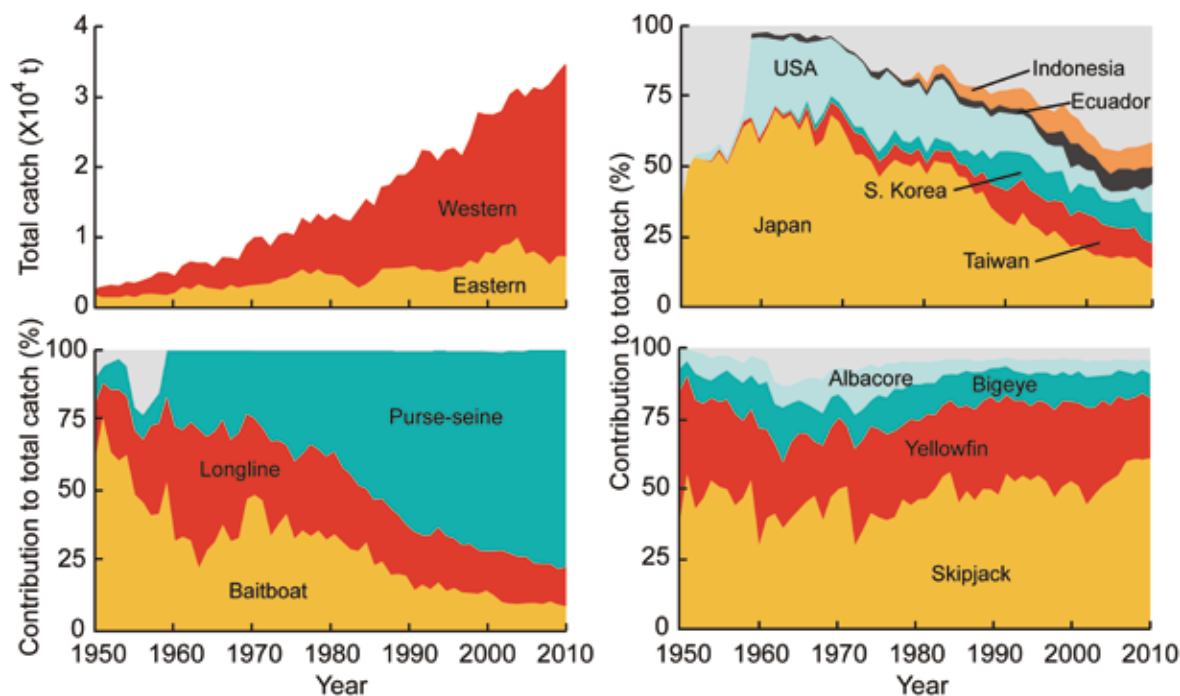 Total catch (X10⁴ t)
4
3
2
1
0
Western
Eastern
Contribution to total catch (%)
100
75
50
25
0
USA
Indonesia
Ecuador
S. Korea
Japan
Taiwan
Contribution to total catch (%)
100
75
50
25
0
Purse-seine
Longline
Baitboat
1950 1960 1970 1980 1990 2000 2010
Year
100
75
50
25
0
Albacore
Bigeye
Yellowfin
Skipjack
1950 1960 1970 1980 1990 2000 2010
Year